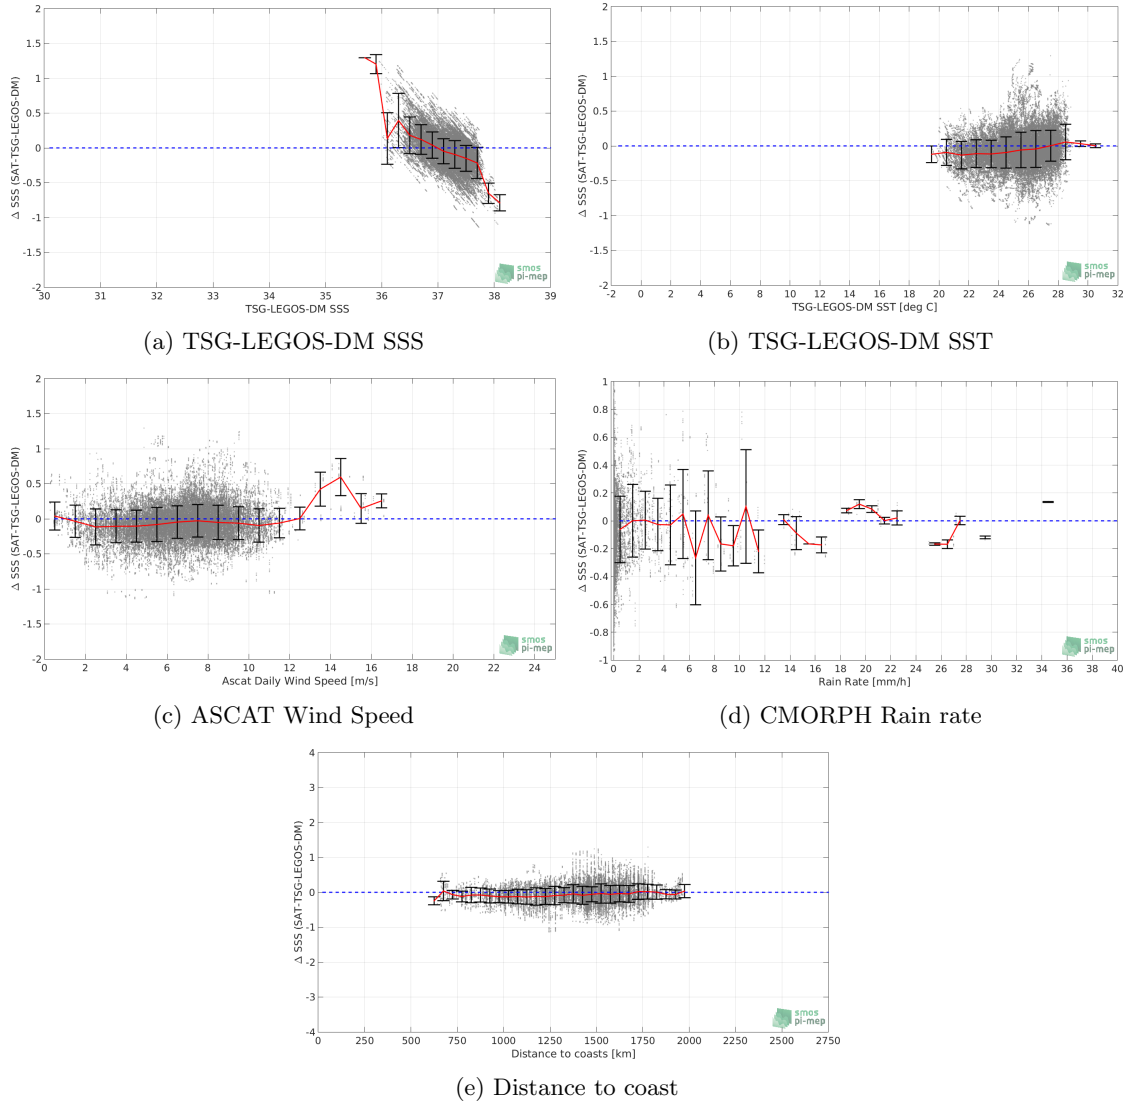 2
1.5
1
0.5
0
-0.5
-1
-1.5
-2
Δ SSS (SAT-TSG-LEGOS-DM)
30 31 32 33 34 35 36 37 38 39
TSG-LEGOS-DM SSS
smos
pi-mep
(a) TSG-LEGOS-DM SSS
2
1.5
1
0.5
0
-0.5
-1
-1.5
-2
Δ SSS (SAT-TSG-LEGOS-DM)
-2 0 2 4 6 8 10 12 14 16 18 20 22 24 26 28 30 32
TSG-LEGOS-DM SST [deg C]
smos
pi-mep
(b) TSG-LEGOS-DM SST
2
1.5
1
0.5
0
-0.5
-1
-1.5
-2
Δ SSS (SAT-TSG-LEGOS-DM)
0 2 4 6 8 10 12 14 16 18 20 22 24
Ascat Daily Wind Speed [m/s]
smos
pi-mep
(c) ASCAT Wind Speed
1
0.8
0.6
0.4
0.2
0
-0.2
-0.4
-0.6
-0.8
-1
Δ SSS (SAT-TSG-LEGOS-DM)
0 2 4 6 8 10 12 14 16 18 20 22 24 26 28 30 32 34 36 38 40
Rain Rate [mm/h]
smos
pi-mep
(d) CMORPH Rain rate
4
3
2
1
0
-1
-2
-3
-4
Δ SSS (SAT-TSG-LEGOS-DM)
0 250 500 750 1000 1250 1500 1750 2000 2250 2500 2750
Distance to coasts [km]
smos
pi-mep
(e) Distance to coast